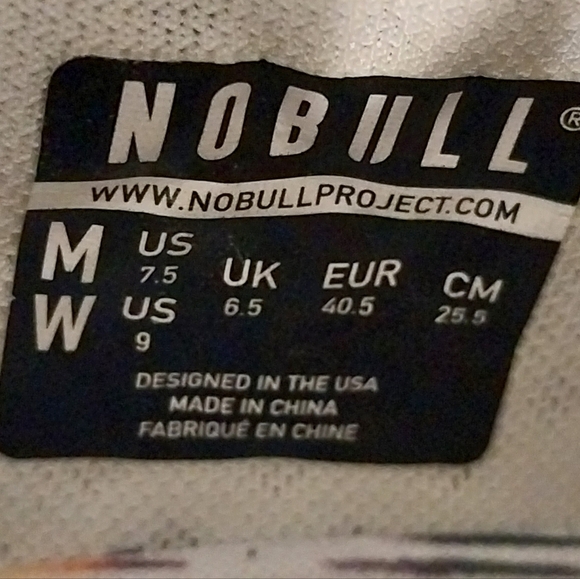 NOBULL®
WWW.NOBULLPROJECT.COM
M US 7.5 UK 6.5 EUR 40.5 CM 25.5
W US 9
DESIGNED IN THE USA
MADE IN CHINA
FABRIQUÉ EN CHINE